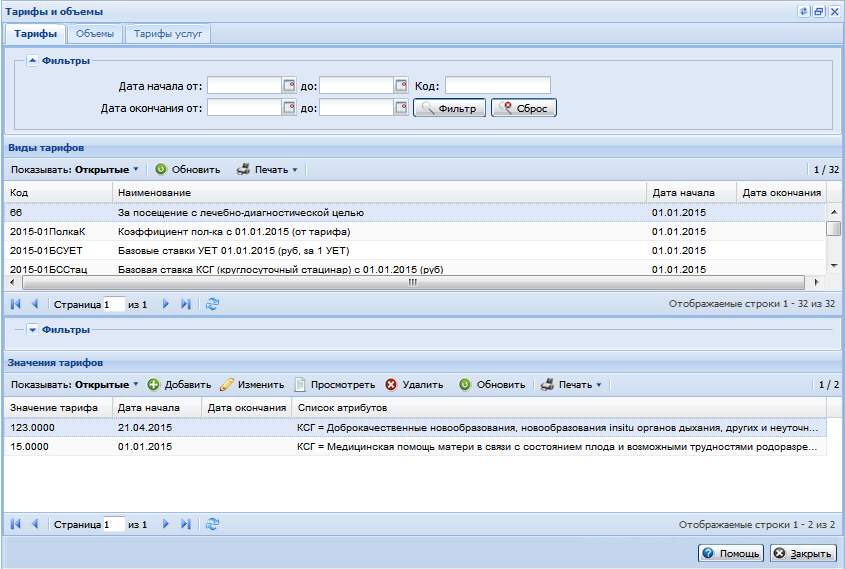 Тарифы и объемы
Тарифы Объемы Тарифы услуг
Фильтры
Дата начала от: до: Код:
Дата окончания от: до: Фильтр Сброс
Виды тарифов
Показывать: Открытые Обновить Печать 1 / 32
Код Наименование Дата начала Дата окончания
66 За посещение с лечебно-диагностической целью 01.01.2015
2015-01ПолкаК Коэффициент пол-ка с 01.01.2015 (от тарифа) 01.01.2015
2015-01БСУЕТ Базовые ставки УЕТ 01.01.2015 (руб, за 1 УЕТ) 01.01.2015
2015-01БССтац Базовая ставка КСГ (круглосуточный стацинар) с 01.01.2015 (руб) 01.01.2015
Страница 1 из 1 Отображаемые строки 1 - 32 из 32
Фильтры
Значения тарифов
Показывать: Открытые Добавить Изменить Просмотреть Удалить Обновить Печать 1 / 2
Значение тарифа Дата начала Дата окончания Список атрибутов
123.0000 21.04.2015 КСГ = Доброкачественные новообразования, новообразования insitu органов дыхания, других и неуточн...
15.0000 01.01.2015 КСГ = Медицинская помощь матери в связи с состоянием плода и возможными трудностями родоразре...
Страница 1 из 1 Отображаемые строки 1 - 2 из 2
Помощь Закрыть